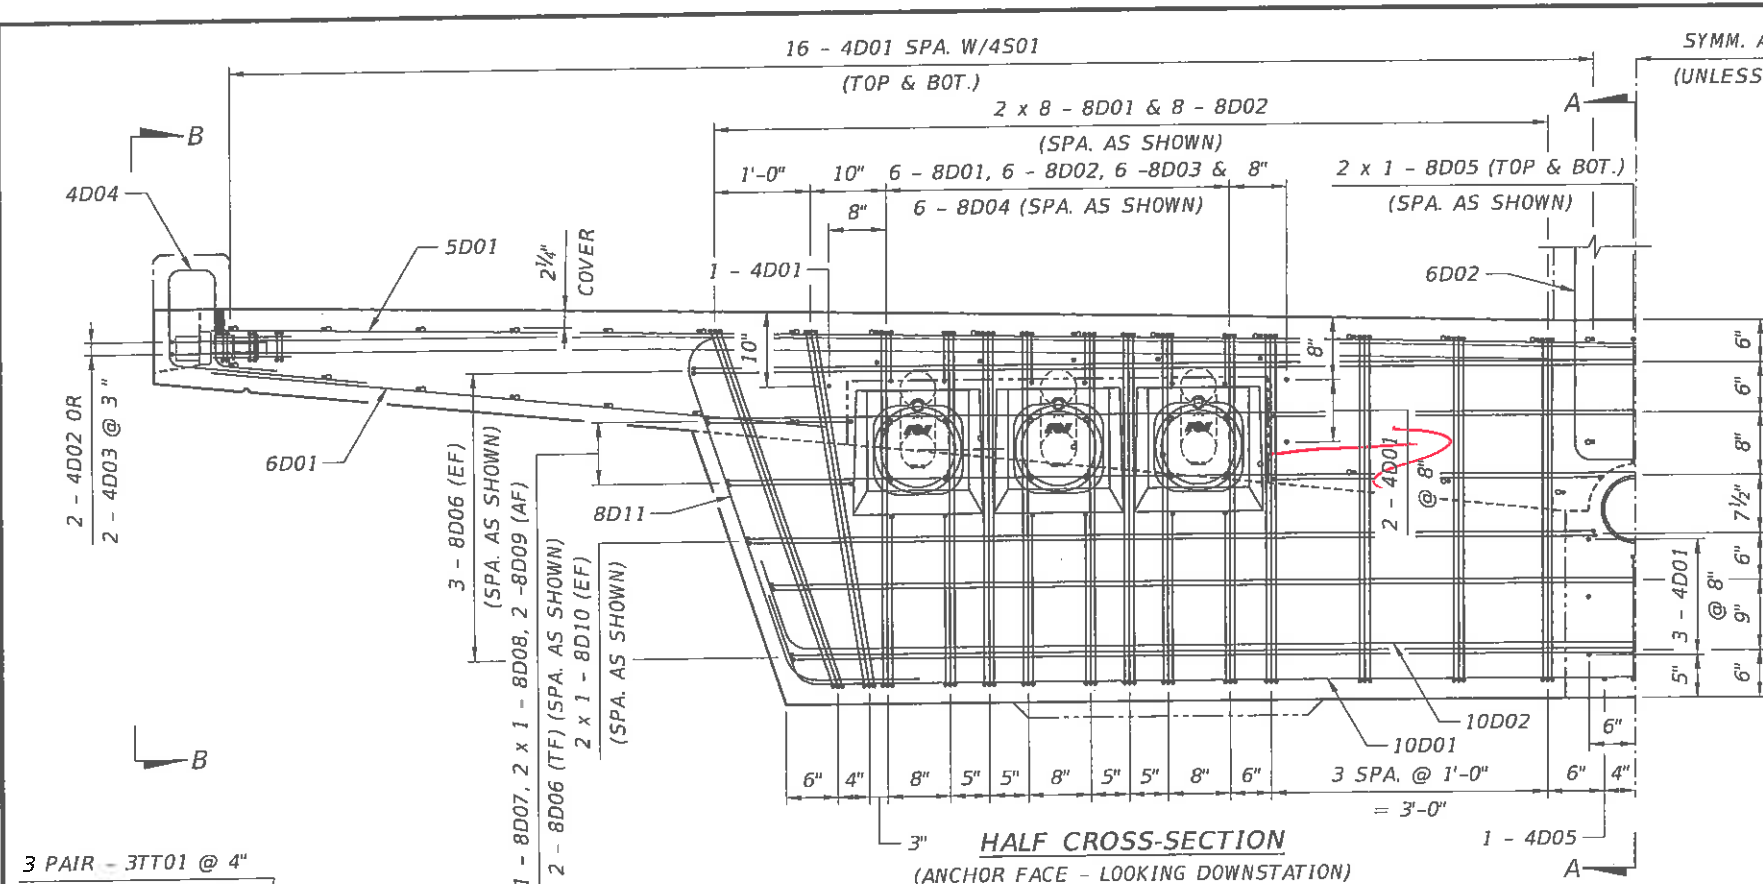 16 - 4D01 SPA. W/4S01
(TOP & BOT.)
SYMM. A
(UNLESS
2 x 8 - 8D01 & 8 - 8D02
(SPA. AS SHOWN)
A
B
1'-0"
10"
6 - 8D01, 6 - 8D02, 6 -8D03 &
8"
6 - 8D04 (SPA. AS SHOWN)
8"
2 x 1 - 8D05 (TOP & BOT.)
(SPA. AS SHOWN)
4D04
5D01
2¼"
COVER
1 - 4D01
6D02
10"
8"
6"
6"
8"
7½"
6"
9"
6"
2 - 4D02 OR
2 - 4D03 @ 3"
6D01
3 - 8D06 (EF)
(SPA. AS SHOWN)
8D11
1 - 8D07, 2 x 1 - 8D08, 2 -8D09 (AF)
2 - 8D06 (TF) (SPA. AS SHOWN)
2 x 1 - 8D10 (EF)
(SPA. AS SHOWN)
2 - 4D01
@ 8"
3 - 4D01
@ 8"
5"
B
10D02
10D01
6"
6"
4"
8"
5"
5"
8"
5"
5"
8"
6"
3 SPA. @ 1'-0"
= 3'-0"
6"
4"
3"
HALF CROSS-SECTION
(ANCHOR FACE - LOOKING DOWNSTATION)
1 - 4D05
A
3 PAIR - 3TT01 @ 4"